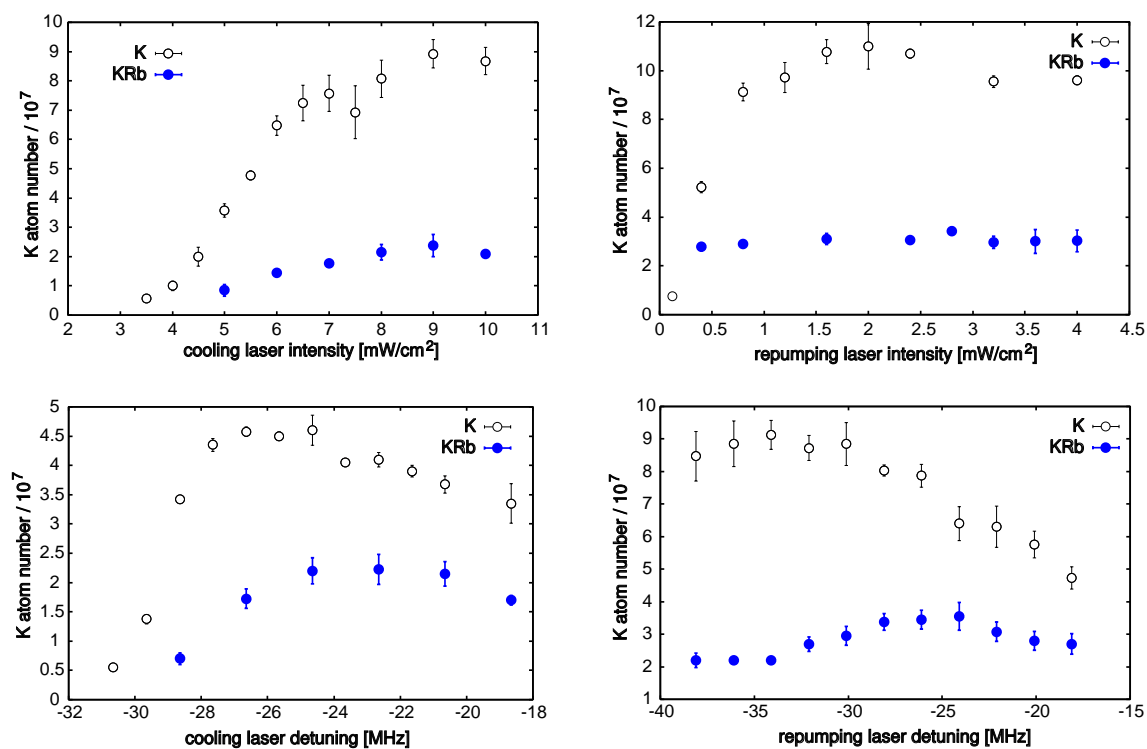 10
9
8
7
6
5
4
3
2
1
0
K
KRb
K atom number / 10^7
2 3 4 5 6 7 8 9 10 11
cooling laser intensity [mW/cm²]
12
10
8
6
4
2
0
K
KRb
K atom number / 10^7
0 0.5 1 1.5 2 2.5 3 3.5 4 4.5
repumping laser intensity [mW/cm²]
5
4.5
4
3.5
3
2.5
2
1.5
1
0.5
0
K
KRb
K atom number / 10^7
-32 -30 -28 -26 -24 -22 -20 -18
cooling laser detuning [MHz]
10
9
8
7
6
5
4
3
2
1
K
KRb
K atom number / 10^7
-40 -35 -30 -25 -20 -15
repumping laser detuning [MHz]